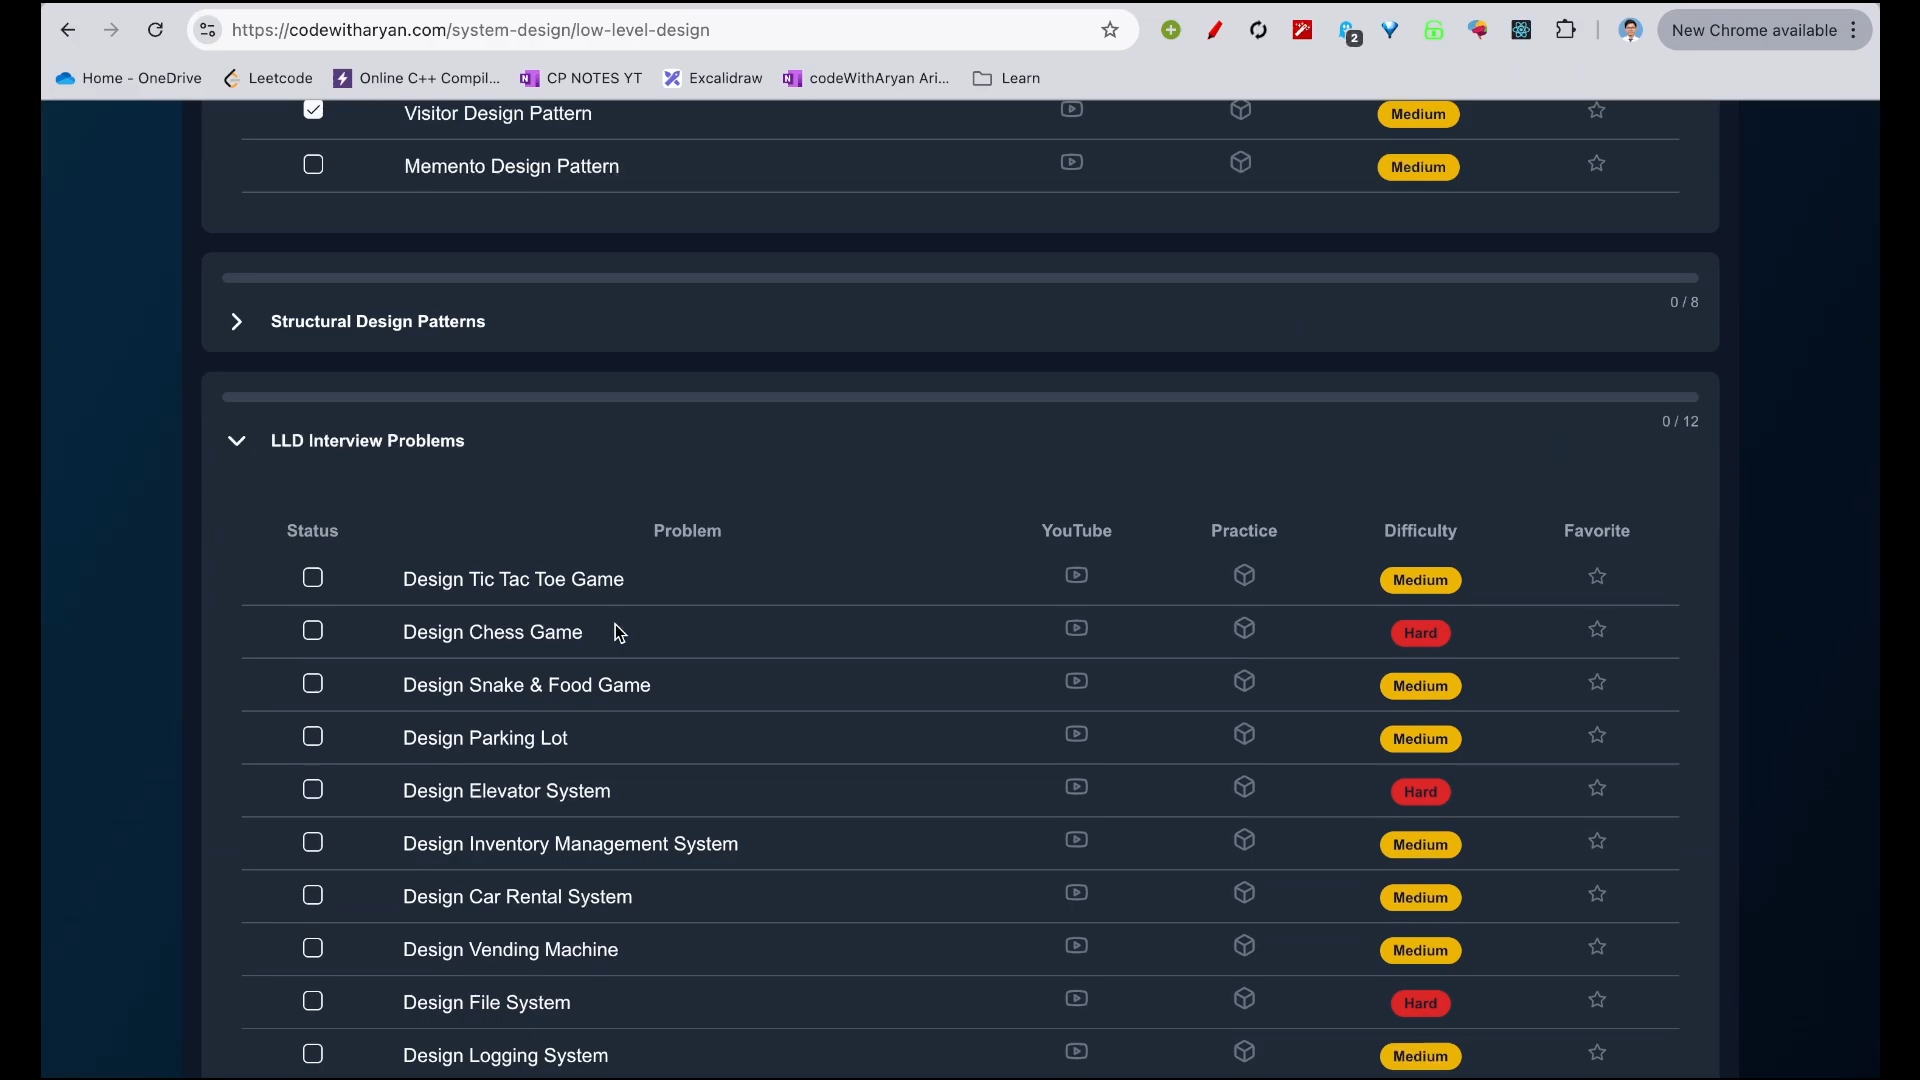 https://codewitharyan.com/system-design/low-level-design
2
New Chrome available
Home - OneDrive
Leetcode
Online C++ Compil...
CP NOTES YT
Excalidraw
codeWithAryan Ari...
Learn
Visitor Design Pattern Medium
Memento Design Pattern Medium
0 / 8
Structural Design Patterns
0 / 12
LLD Interview Problems
Status Problem YouTube Practice Difficulty Favorite
Design Tic Tac Toe Game Medium
Design Chess Game Hard
Design Snake & Food Game Medium
Design Parking Lot Medium
Design Elevator System Hard
Design Inventory Management System Medium
Design Car Rental System Medium
Design Vending Machine Medium
Design File System Hard
Design Logging System Medium